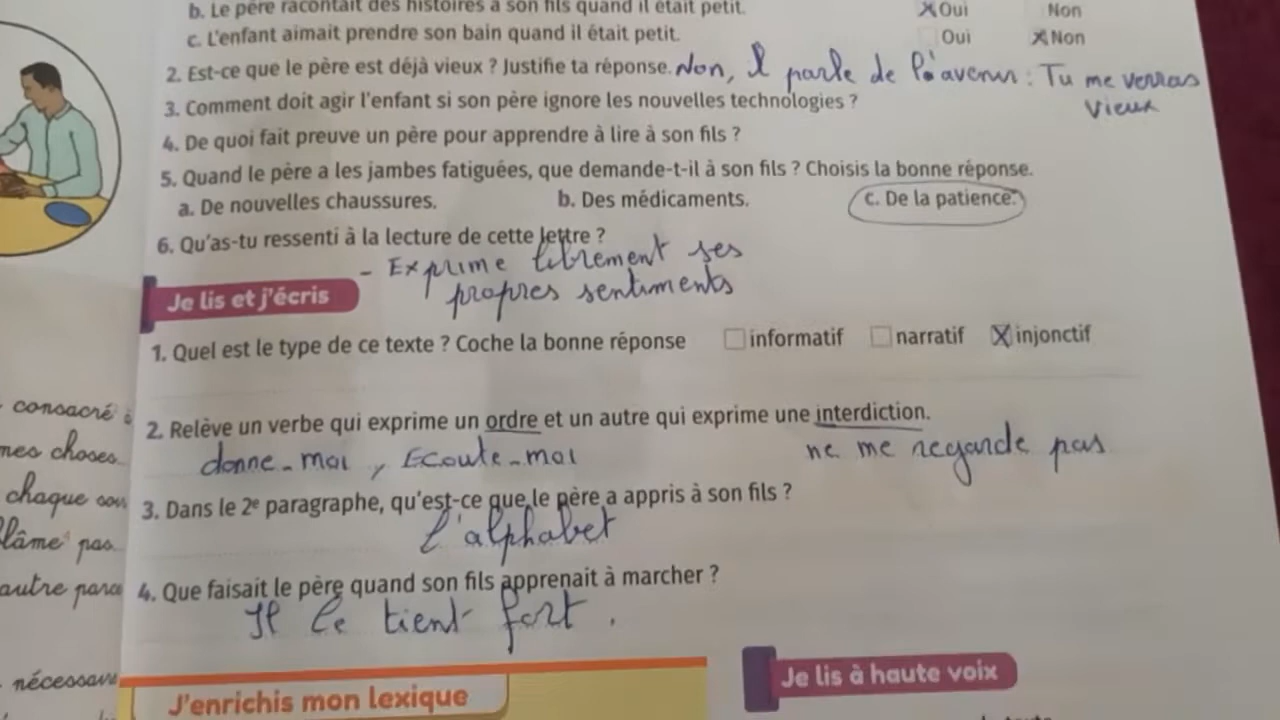 b. Le père racontait des histoires à son fils quand il était petit. X Oui Non
c. L'enfant aimait prendre son bain quand il était petit. Oui X Non
2. Est-ce que le père est déjà vieux ? Justifie ta réponse. Non, Il parle de l'avenir : Tu me verras
vieux
3. Comment doit agir l'enfant si son père ignore les nouvelles technologies ?
4. De quoi fait preuve un père pour apprendre à lire à son fils ?
5. Quand le père a les jambes fatiguées, que demande-t-il à son fils ? Choisis la bonne réponse.
a. De nouvelles chaussures. b. Des médicaments. c. De la patience.
6. Qu'as-tu ressenti à la lecture de cette lettre ?
- Exprime librement ses
propres sentiments
Je lis et j'écris
1. Quel est le type de ce texte ? Coche la bonne réponse informatif narratif X injonctif
consacré à
2. Relève un verbe qui exprime un ordre et un autre qui exprime une interdiction.
mes choses
donne-moi, Ecoute-moi ne me regarde pas
chaque
3. Dans le 2e paragraphe, qu'est-ce que le père a appris à son fils ?
l'alphabet
blâme pas
autre
4. Que faisait le père quand son fils apprenait à marcher ?
Il le tient fort.
nécessaire
J'enrichis mon lexique
Je lis à haute voix